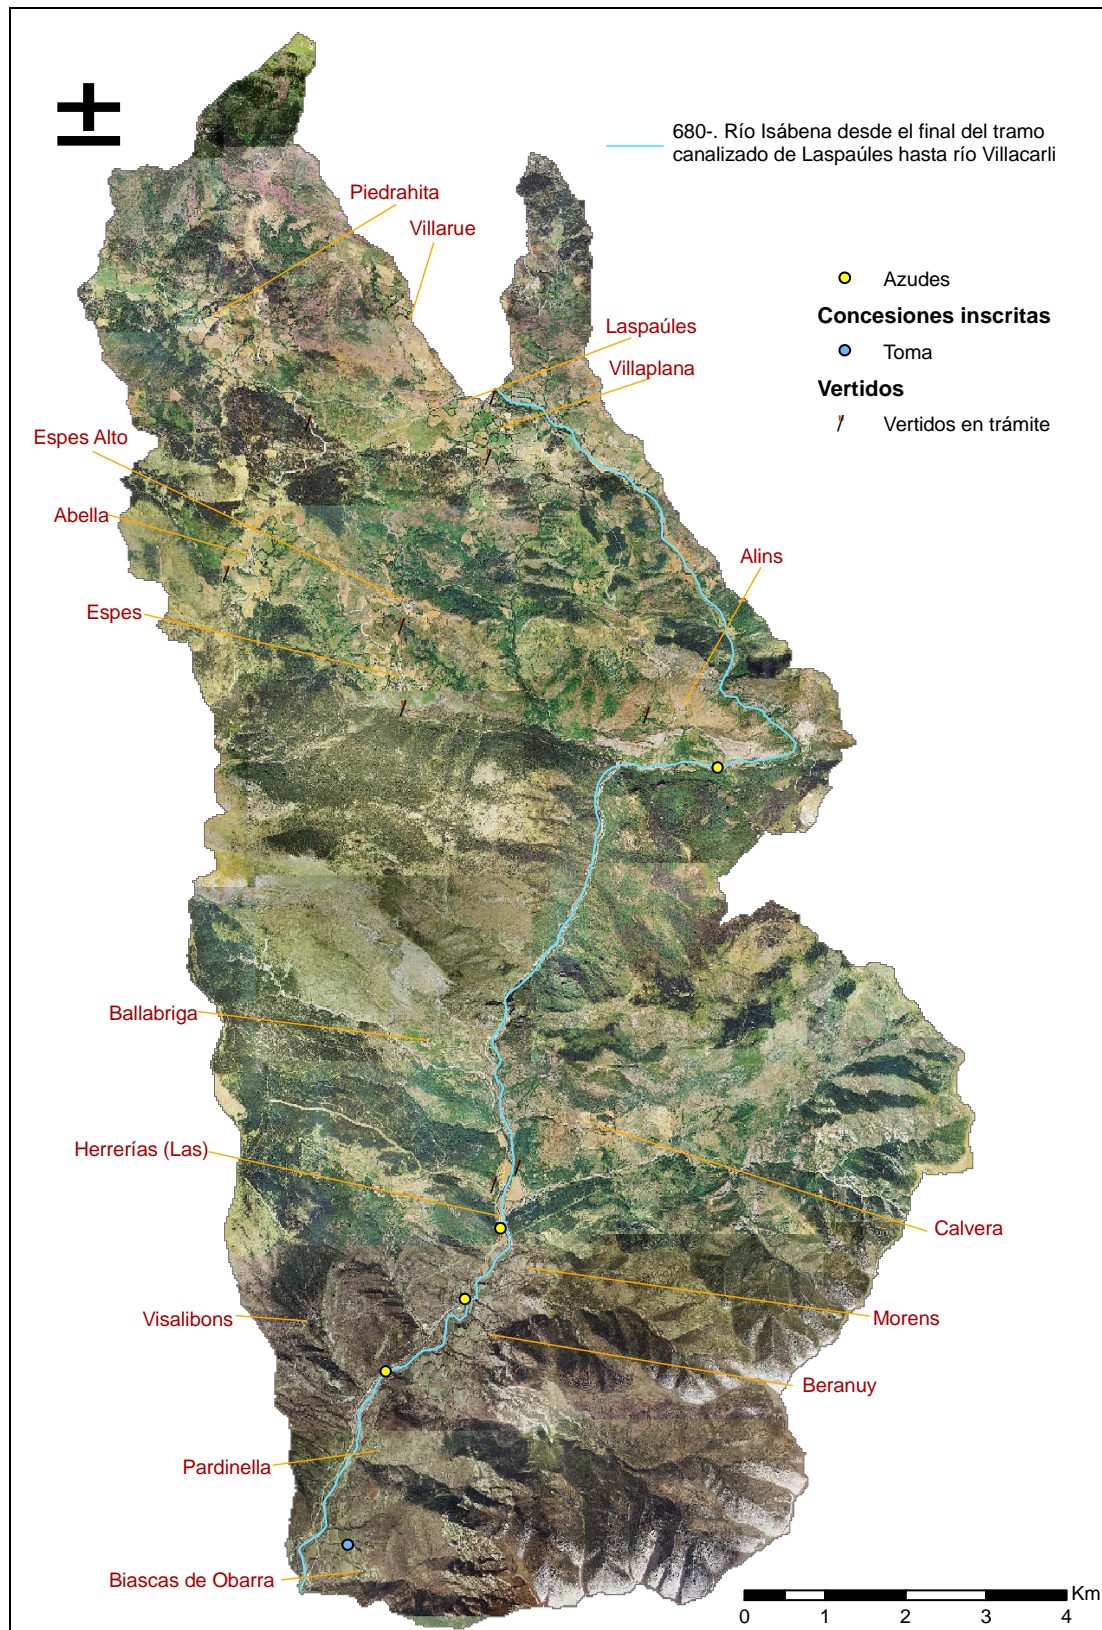 680-. Río Isábena desde el final del tramo
canalizado de Laspaúles hasta río Villacarli
Piedrahita
Villarue
Azudes
Concesiones inscritas
Laspaúles
Toma
Villaplana
Vertidos
Vertidos en trámite
Espes Alto
Abella
Alins
Espes
Ballabriga
Herrerías (Las)
Calvera
Visalibons
Morens
Beranuy
Pardinella
Biascas de Obarra
Km
0 1 2 3 4